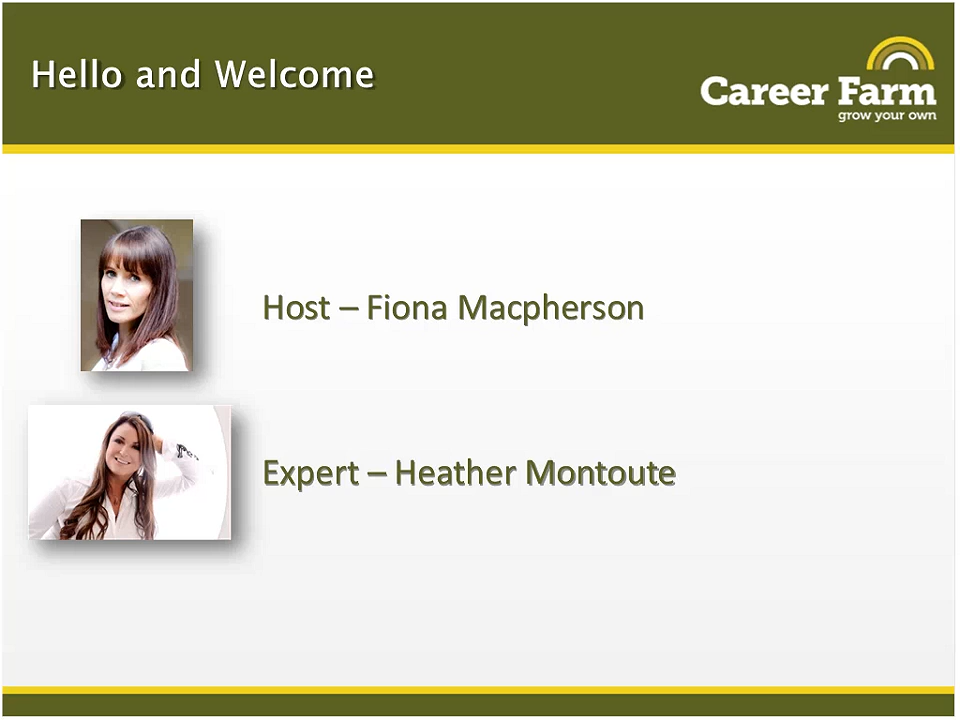 Hello and Welcome
Career Farm
grow your own
Host – Fiona Macpherson
Expert – Heather Montoute